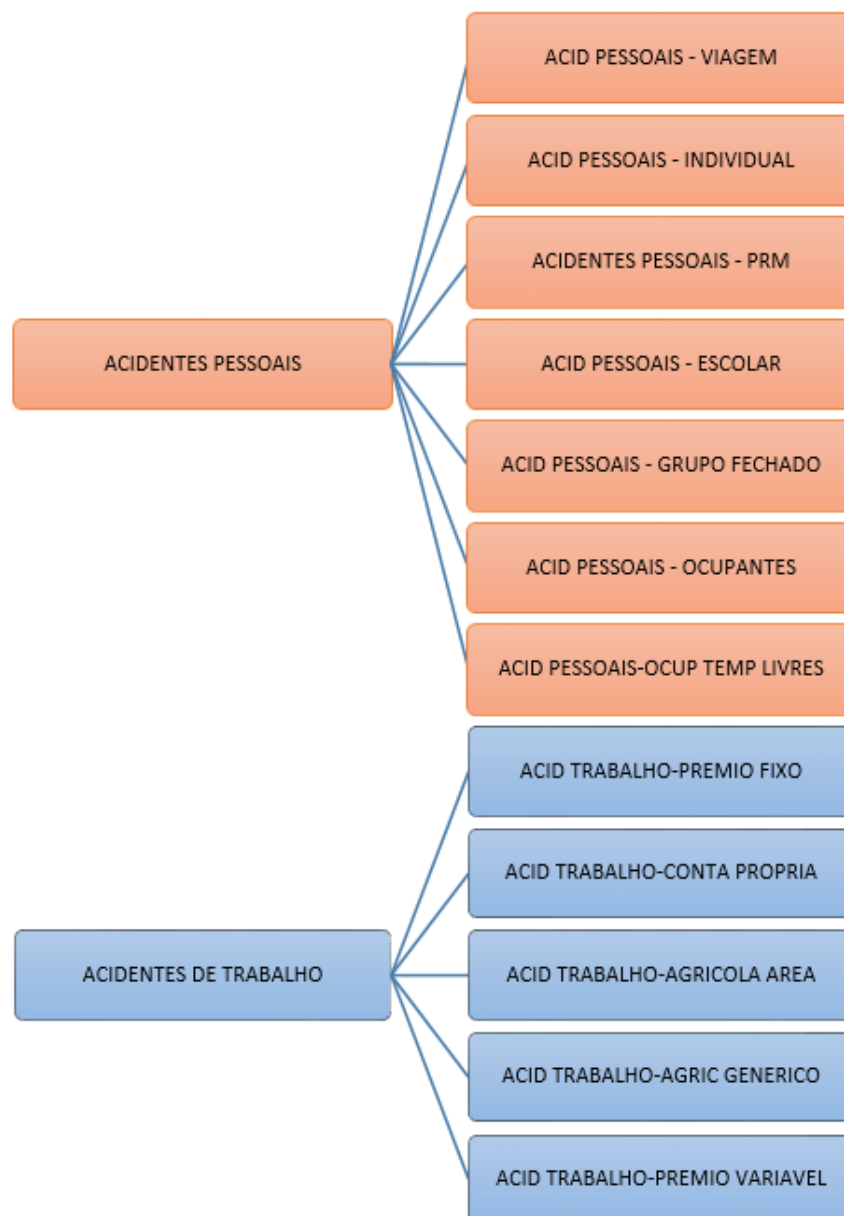 ACID PESSOAIS - VIAGEM
ACID PESSOAIS - INDIVIDUAL
ACIDENTES PESSOAIS - PRM
ACIDENTES PESSOAIS
ACID PESSOAIS - ESCOLAR
ACID PESSOAIS - GRUPO FECHADO
ACID PESSOAIS - OCUPANTES
ACID PESSOAIS-OCUP TEMP LIVRES
ACID TRABALHO-PREMIO FIXO
ACID TRABALHO-CONTA PROPRIA
ACIDENTES DE TRABALHO
ACID TRABALHO-AGRICOLA AREA
ACID TRABALHO-AGRIC GENERICO
ACID TRABALHO-PREMIO VARIAVEL